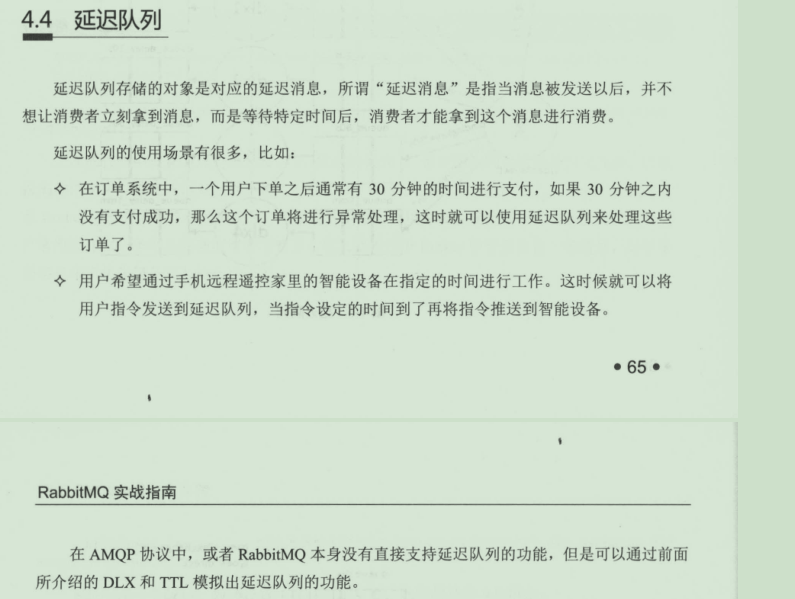 4.4 延迟队列
延迟队列存储的对象是对应的延迟消息，所谓“延迟消息”是指当消息被发送以后，并不
想让消费者立刻拿到消息，而是等待特定时间后，消费者才能拿到这个消息进行消费。
延迟队列的使用场景有很多，比如：
✧ 在订单系统中，一个用户下单之后通常有 30 分钟的时间进行支付，如果 30 分钟之内
没有支付成功，那么这个订单将进行异常处理，这时就可以使用延迟队列来处理这些
订单了。
✧ 用户希望通过手机远程遥控家里的智能设备在指定的时间进行工作。这时候就可以将
用户指令发送到延迟队列，当指令设定的时间到了再将指令推送到智能设备。
• 65 •
RabbitMQ 实战指南
在 AMQP 协议中，或者 RabbitMQ 本身没有直接支持延迟队列的功能，但是可以通过前面
所介绍的 DLX 和 TTL 模拟出延迟队列的功能。